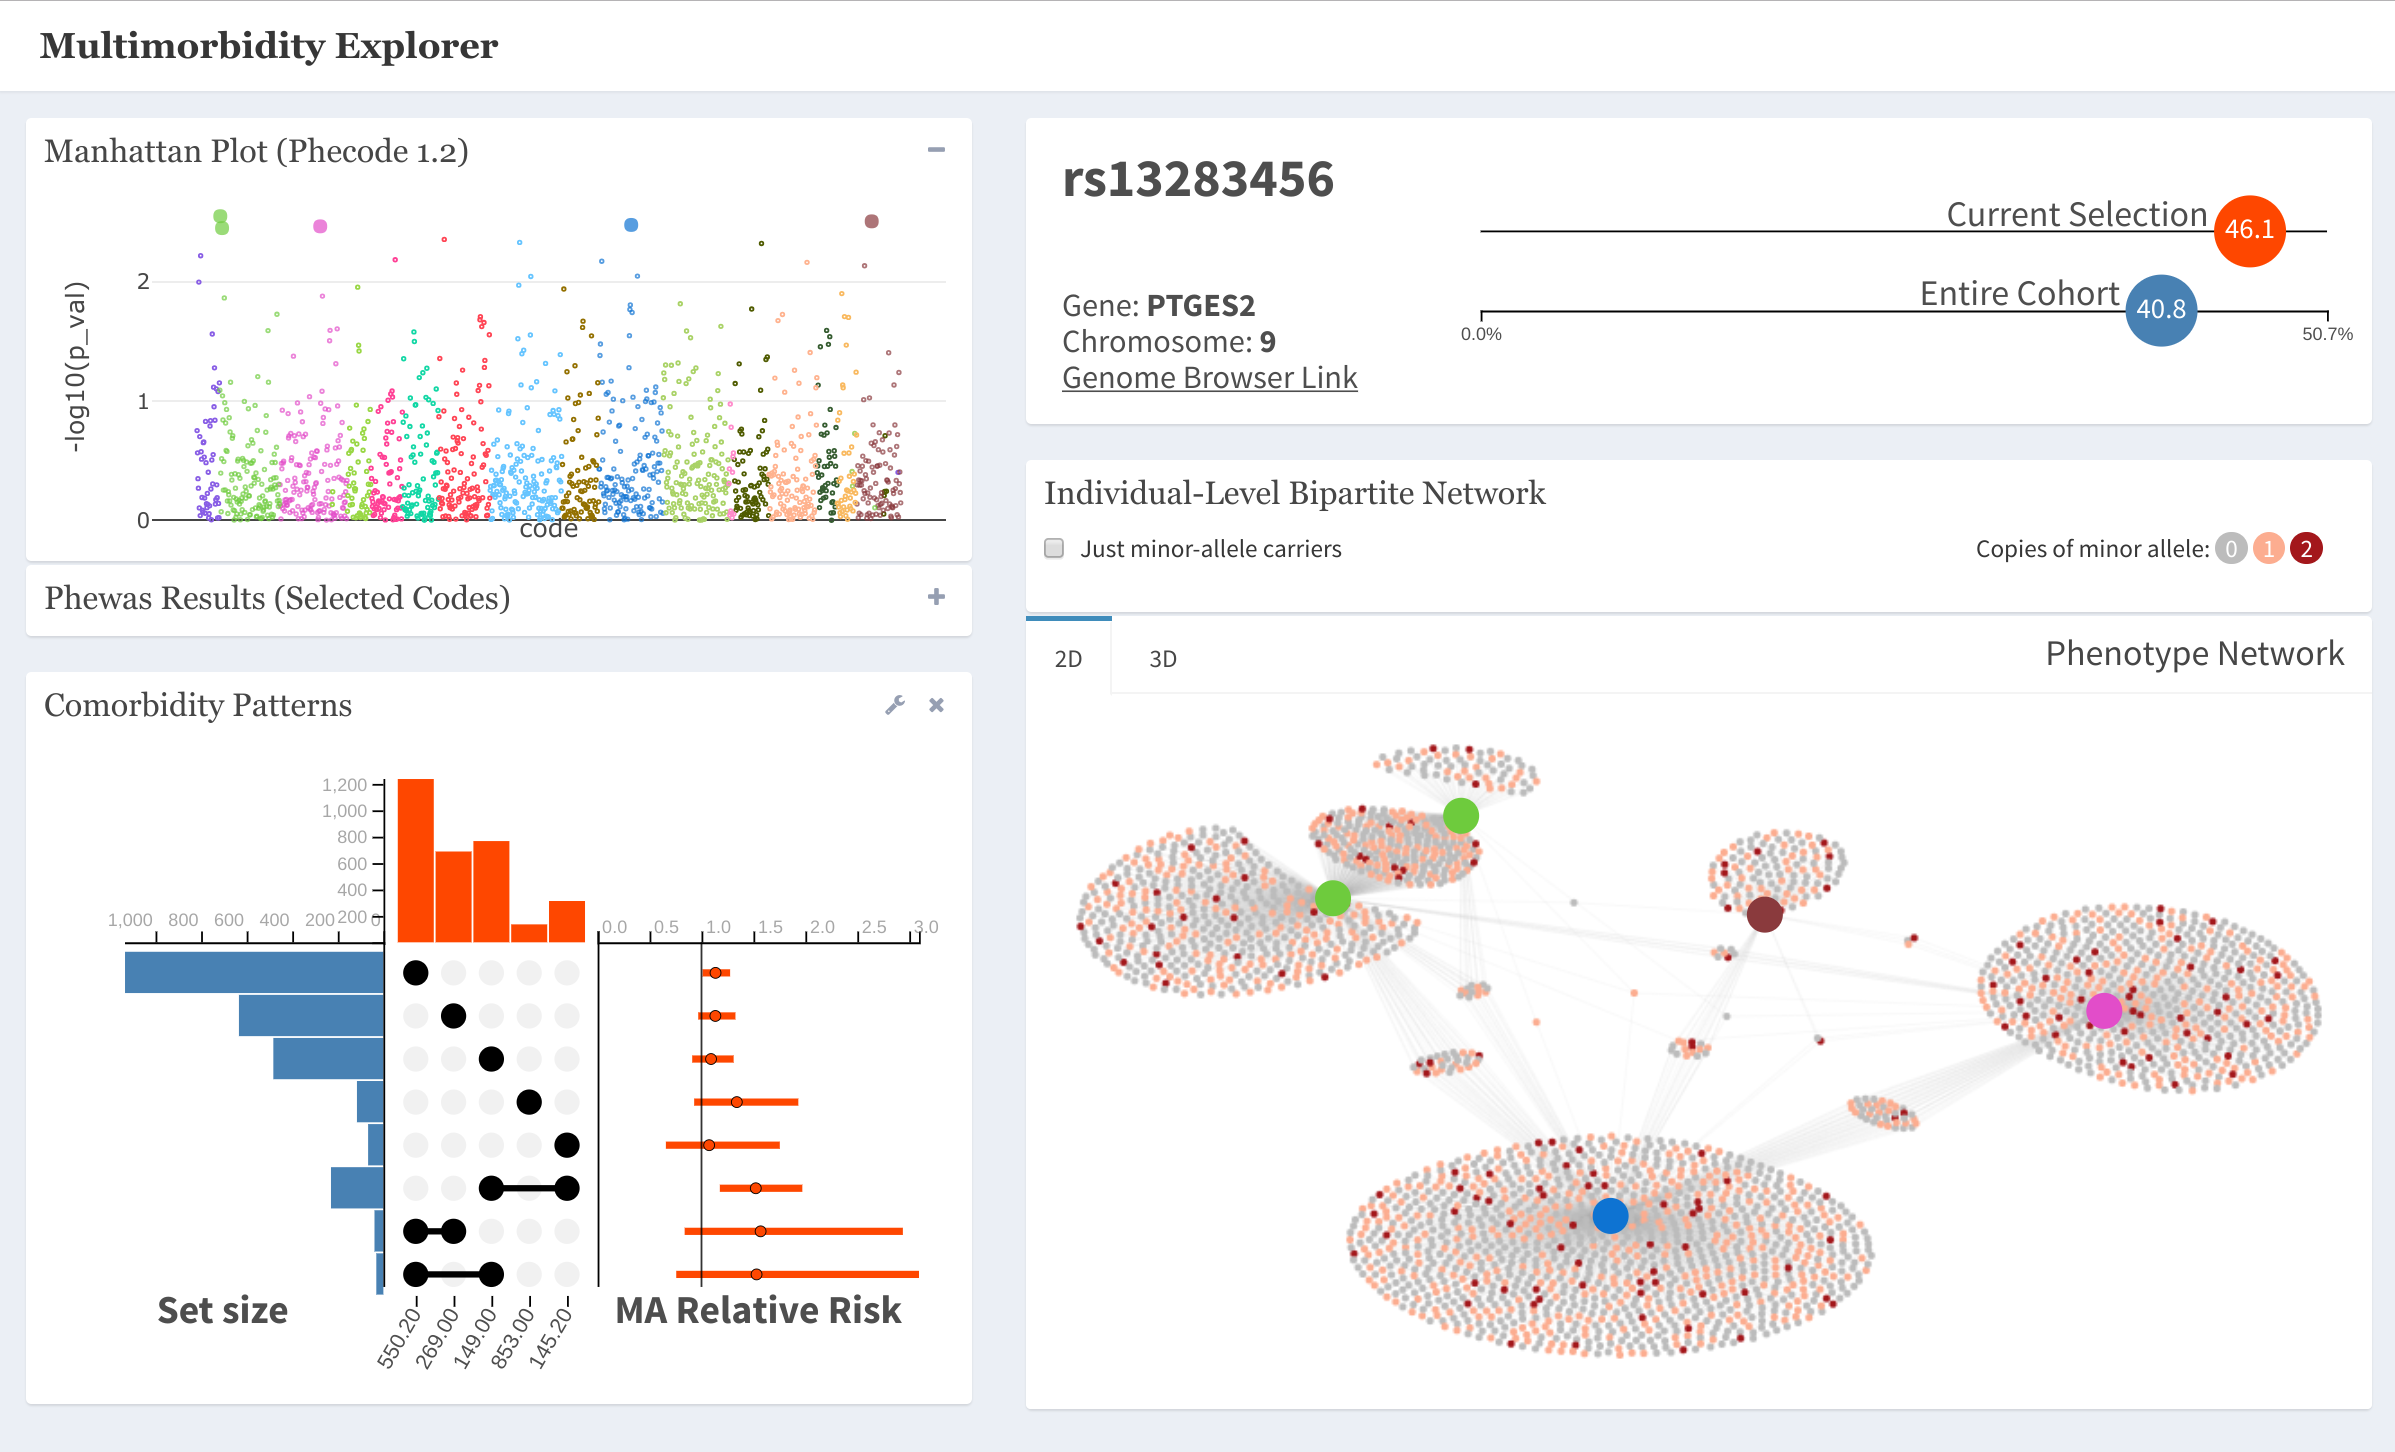 Multimorbidity Explorer
Manhattan Plot (Phecode 1.2)
-log10(p_val)
2
1
0
code
Phewas Results (Selected Codes)
Comorbidity Patterns
1,200
1,000
800
600
400
200
1,000 800 600 400 200 0
0.0 0.5 1.0 1.5 2.0 2.5 3.0
Set size
550.20 269.00 149.00 853.00 145.20
MA Relative Risk
rs13283456
Gene: PTGES2
Chromosome: 9
Genome Browser Link
Current Selection 46.1
Entire Cohort 40.8
0.0% 50.7%
Individual-Level Bipartite Network
Just minor-allele carriers
Copies of minor allele: 0 1 2
2D 3D Phenotype Network